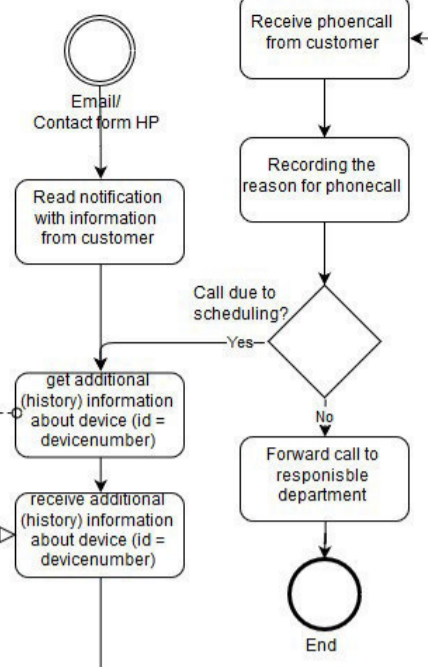 Email/
Contact form HP
Read notification
with information
from customer
get additional
(history) information
about device (id =
devicenumber)
receive additional
(history) information
about device (id =
devicenumber)
Receive phoencall
from customer
Recording the
reason for phonecall
Call due to
scheduling?
Yes
No
Forward call to
responisble
department
End